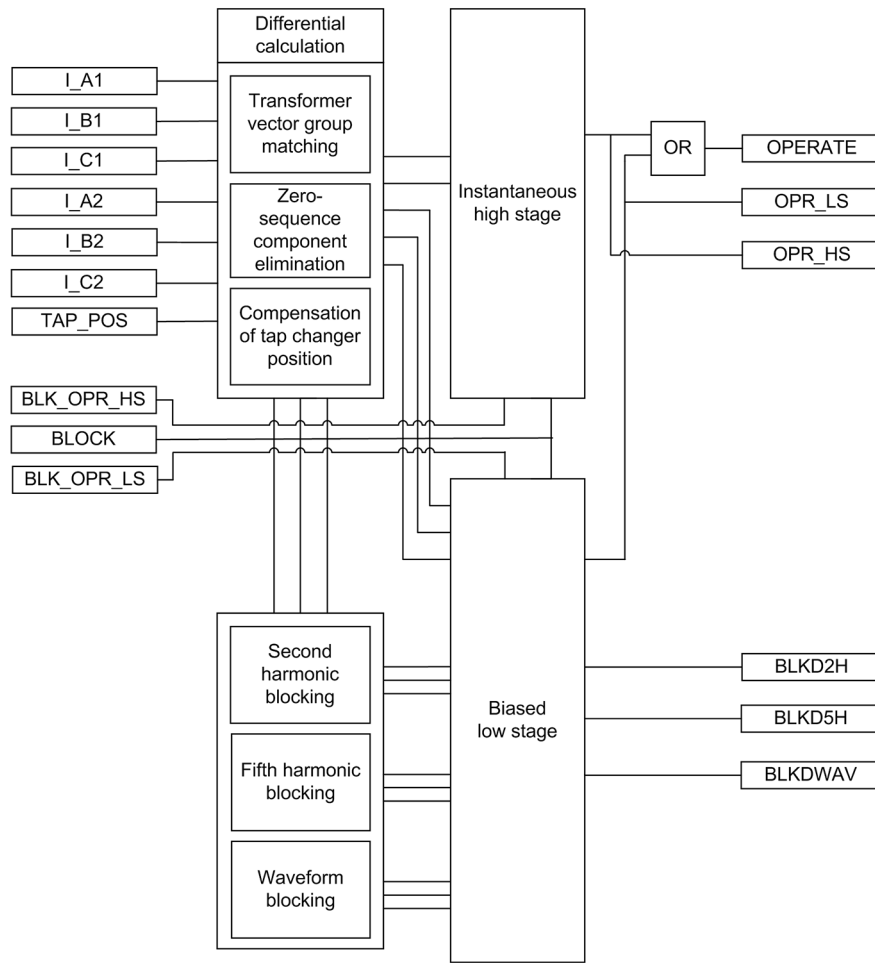 Differential
calculation
I_A1
I_B1
I_C1
I_A2
I_B2
I_C2
TAP_POS
BLK_OPR_HS
BLOCK
BLK_OPR_LS
Transformer
vector group
matching
Zero-
sequence
component
elimination
Compensation
of tap changer
position
Instantaneous
high stage
OR
OPERATE
OPR_LS
OPR_HS
Second
harmonic
blocking
Fifth harmonic
blocking
Waveform
blocking
Biased
low stage
BLKD2H
BLKD5H
BLKDWAV